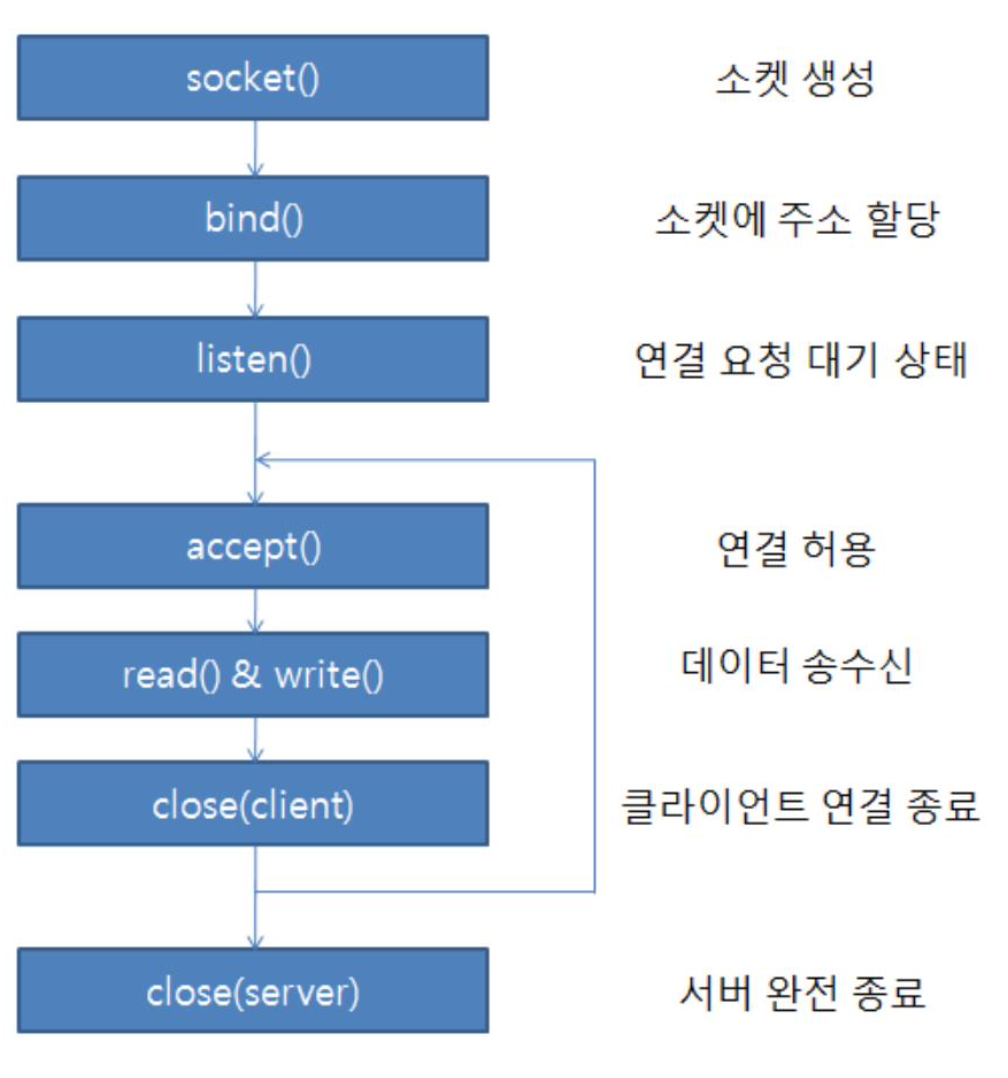 socket() 소켓 생성
bind() 소켓에 주소 할당
listen() 연결 요청 대기 상태
accept() 연결 허용
read() & write() 데이터 송수신
close(client) 클라이언트 연결 종료
close(server) 서버 완전 종료